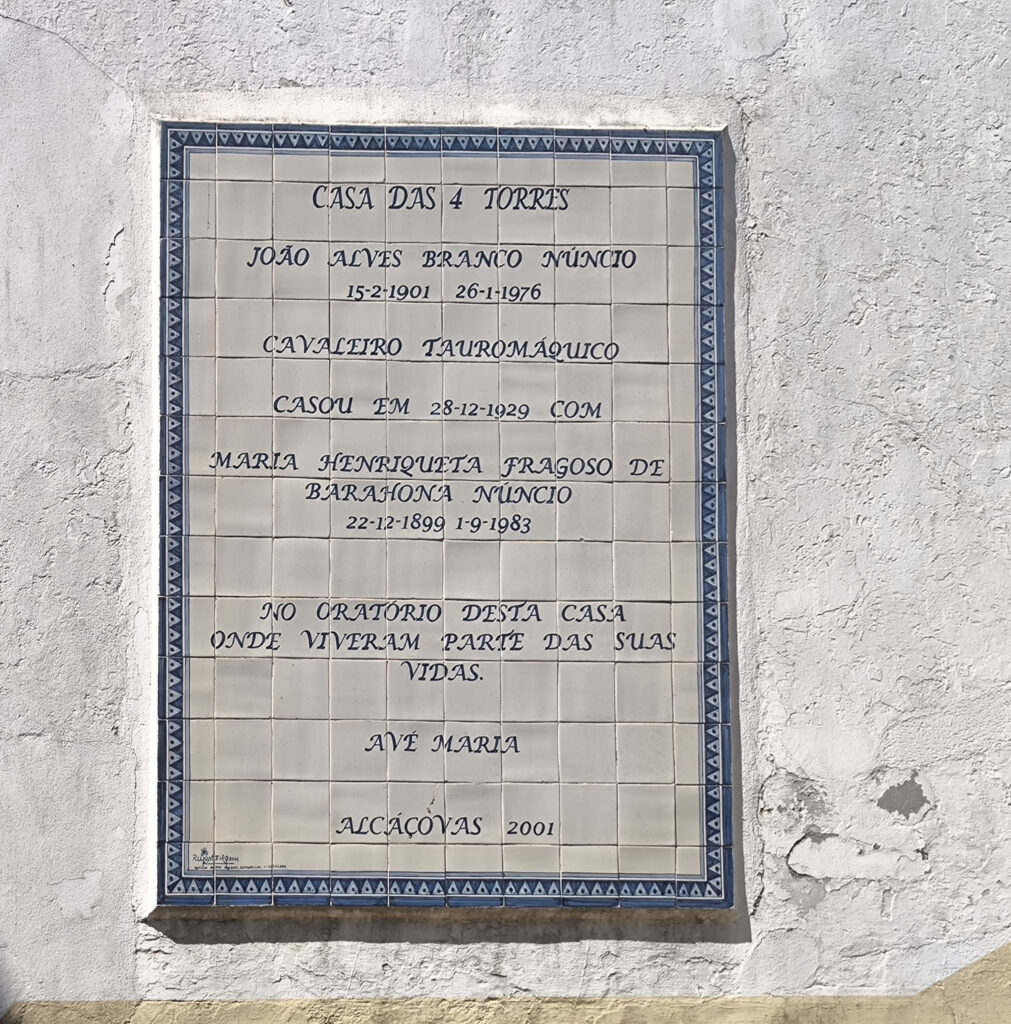 CASA DAS 4 TORRES
JOÃO ALVES BRANCO NÚNCIO
15-2-1901 26-1-1976
CAVALEIRO TAUROMÁQUICO
CASOU EM 28-12-1929 COM
MARIA HENRIQUETA FRAGOSO DE
BARAHONA NÚNCIO
22-12-1899 1-9-1983
NO ORATÓRIO DESTA CASA
ONDE VIVERAM PARTE DAS SUAS
VIDAS.
AVÉ MARIA
ALCÁÇOVAS 2001